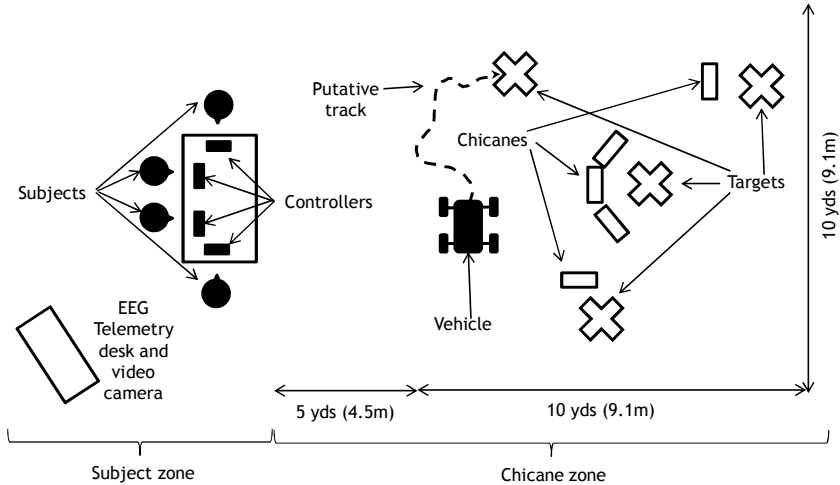 Putative
track
Chicanes
Subjects
Controllers
Targets
10 yds (9.1m)
EEG
Telemetry
desk and
video
camera
Vehicle
5 yds (4.5m)
10 yds (9.1m)
Subject zone
Chicane zone